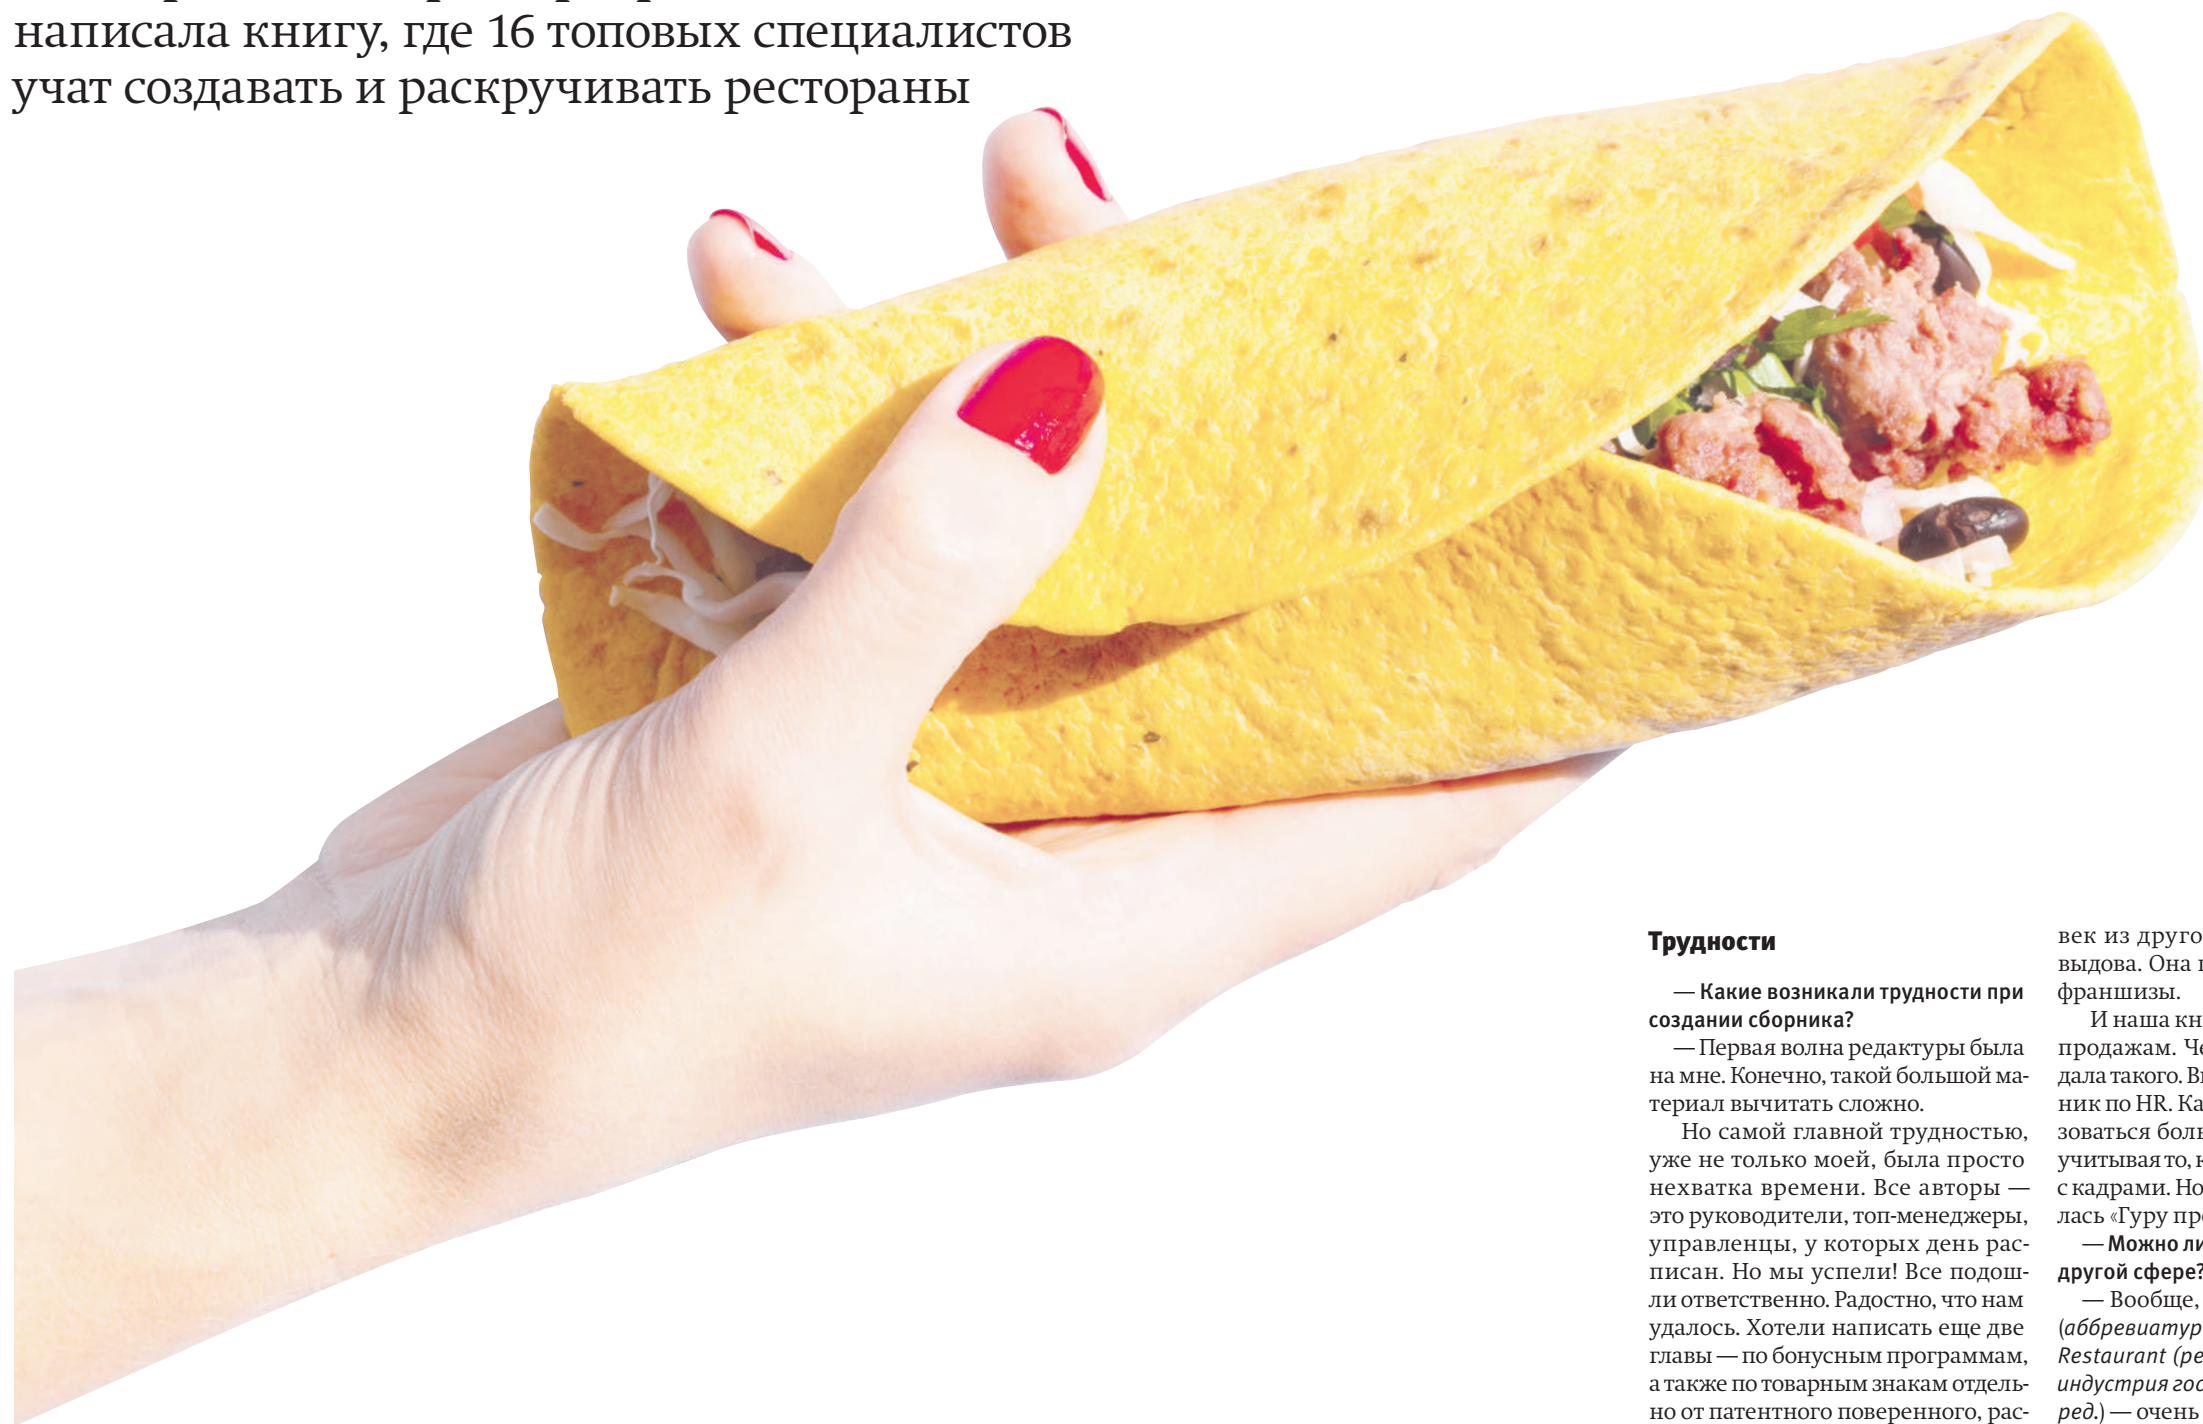 написала книгу, где 16 топовых специалистов
учат создавать и раскручивать рестораны
Трудности
— Какие возникали трудности при
создании сборника?
— Первая волна редактуры была
на мне. Конечно, такой большой ма-
териал вычитать сложно.
Но самой главной трудностью,
уже не только моей, была просто
нехватка времени. Все авторы —
это руководители, топ-менеджеры,
управленцы, у которых день рас-
писан. Но мы успели! Все подош-
ли ответственно. Радостно, что нам
удалось. Хотели написать еще две
главы — по бонусным программам,
а также по товарным знакам отдель-
но от патентного поверенного, рас-
век из друго
выдова. Она
франшизы.
И наша кн
продажам. Че
дала такого. В
ник по HR. Ка
зоваться боль
учитывая то, к
с кадрами. Но
лась «Гуру пр
— Можно ли
другой сфере?
— Вообще,
(аббревиатур
Restaurant (ре
индустрия гос
ред.) — очень